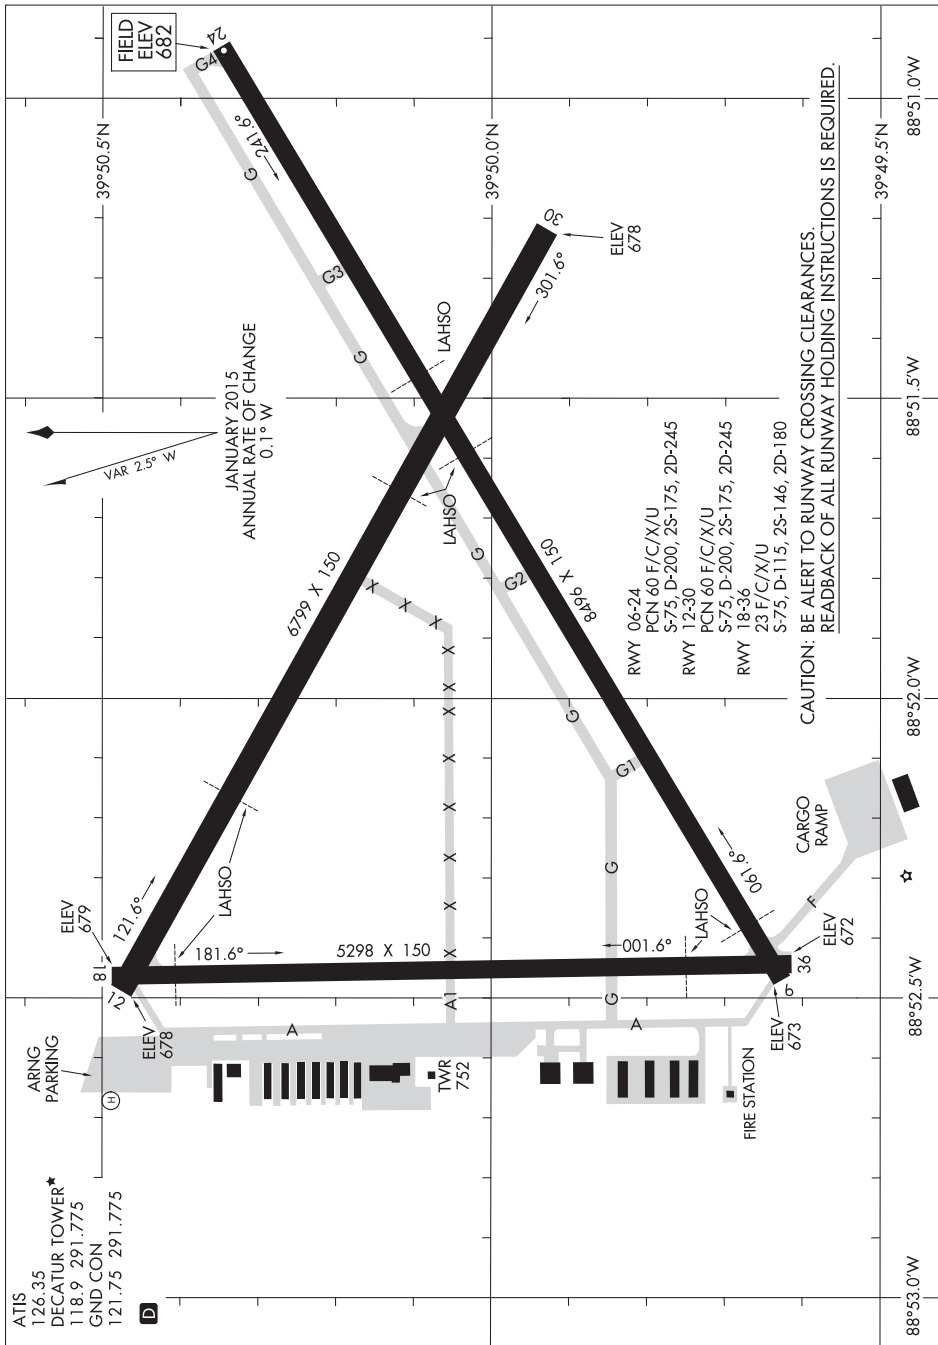 ATIS
126.35
DECATUR TOWER★
118.9 291.775
GND CON
121.75 291.775
D
FIELD
ELEV
682
24
G4
241.6°
G
39°50.5'N
39°50.0'N
39°49.5'N
88°51.0'W
88°51.5'W
88°52.0'W
88°52.5'W
88°53.0'W
30
ELEV
678
301.6°
G3
G
LAHSO
VAR 2.5° W
JANUARY 2015
ANNUAL RATE OF CHANGE
0.1° W
LAHSO
6799 X 150
X
X
X
X
X
X
X
X
X
X
X
G
G2
8496 X 150
G
G1
RWY 06-24
PCN 60 F/C/X/U
S-75, D-200, 2S-175, 2D-245
RWY 12-30
PCN 60 F/C/X/U
S-75, D-200, 2S-175, 2D-245
RWY 18-36
23 F/C/X/U
S-75, D-115, 2S-146, 2D-180
CAUTION: BE ALERT TO RUNWAY CROSSING CLEARANCES.
READBACK OF ALL RUNWAY HOLDING INSTRUCTIONS IS REQUIRED.
ELEV
679
121.6°
LAHSO
18
12
181.6°
5298 X 150
001.6°
LAHSO
061.6°
G
CARGO
RAMP
F
ELEV
672
36
6
ELEV
673
ELEV
678
A
A1
G
A
ARNG
PARKING
H
TWR
752
FIRE STATION